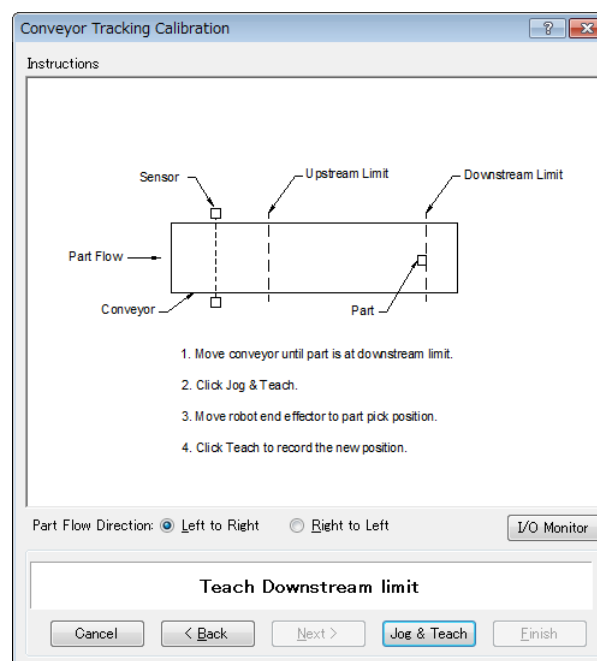 Conveyor Tracking Calibration
Instructions
Sensor
Upstream Limit
Downstream Limit
Part Flow
Conveyor
Part
1. Move conveyor until part is at downstream limit.
2. Click Jog & Teach.
3. Move robot end effector to part pick position.
4. Click Teach to record the new position.
Part Flow Direction: Left to Right Right to Left I/O Monitor
Teach Downstream limit
Cancel < Back Next > Jog & Teach Finish